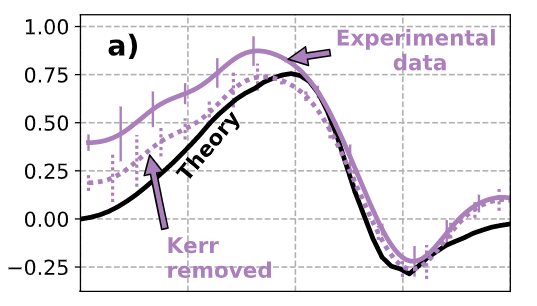 1.00
a)
Experimental
data
0.75
0.50
Theory
0.25
0.00
Kerr
removed
−0.25